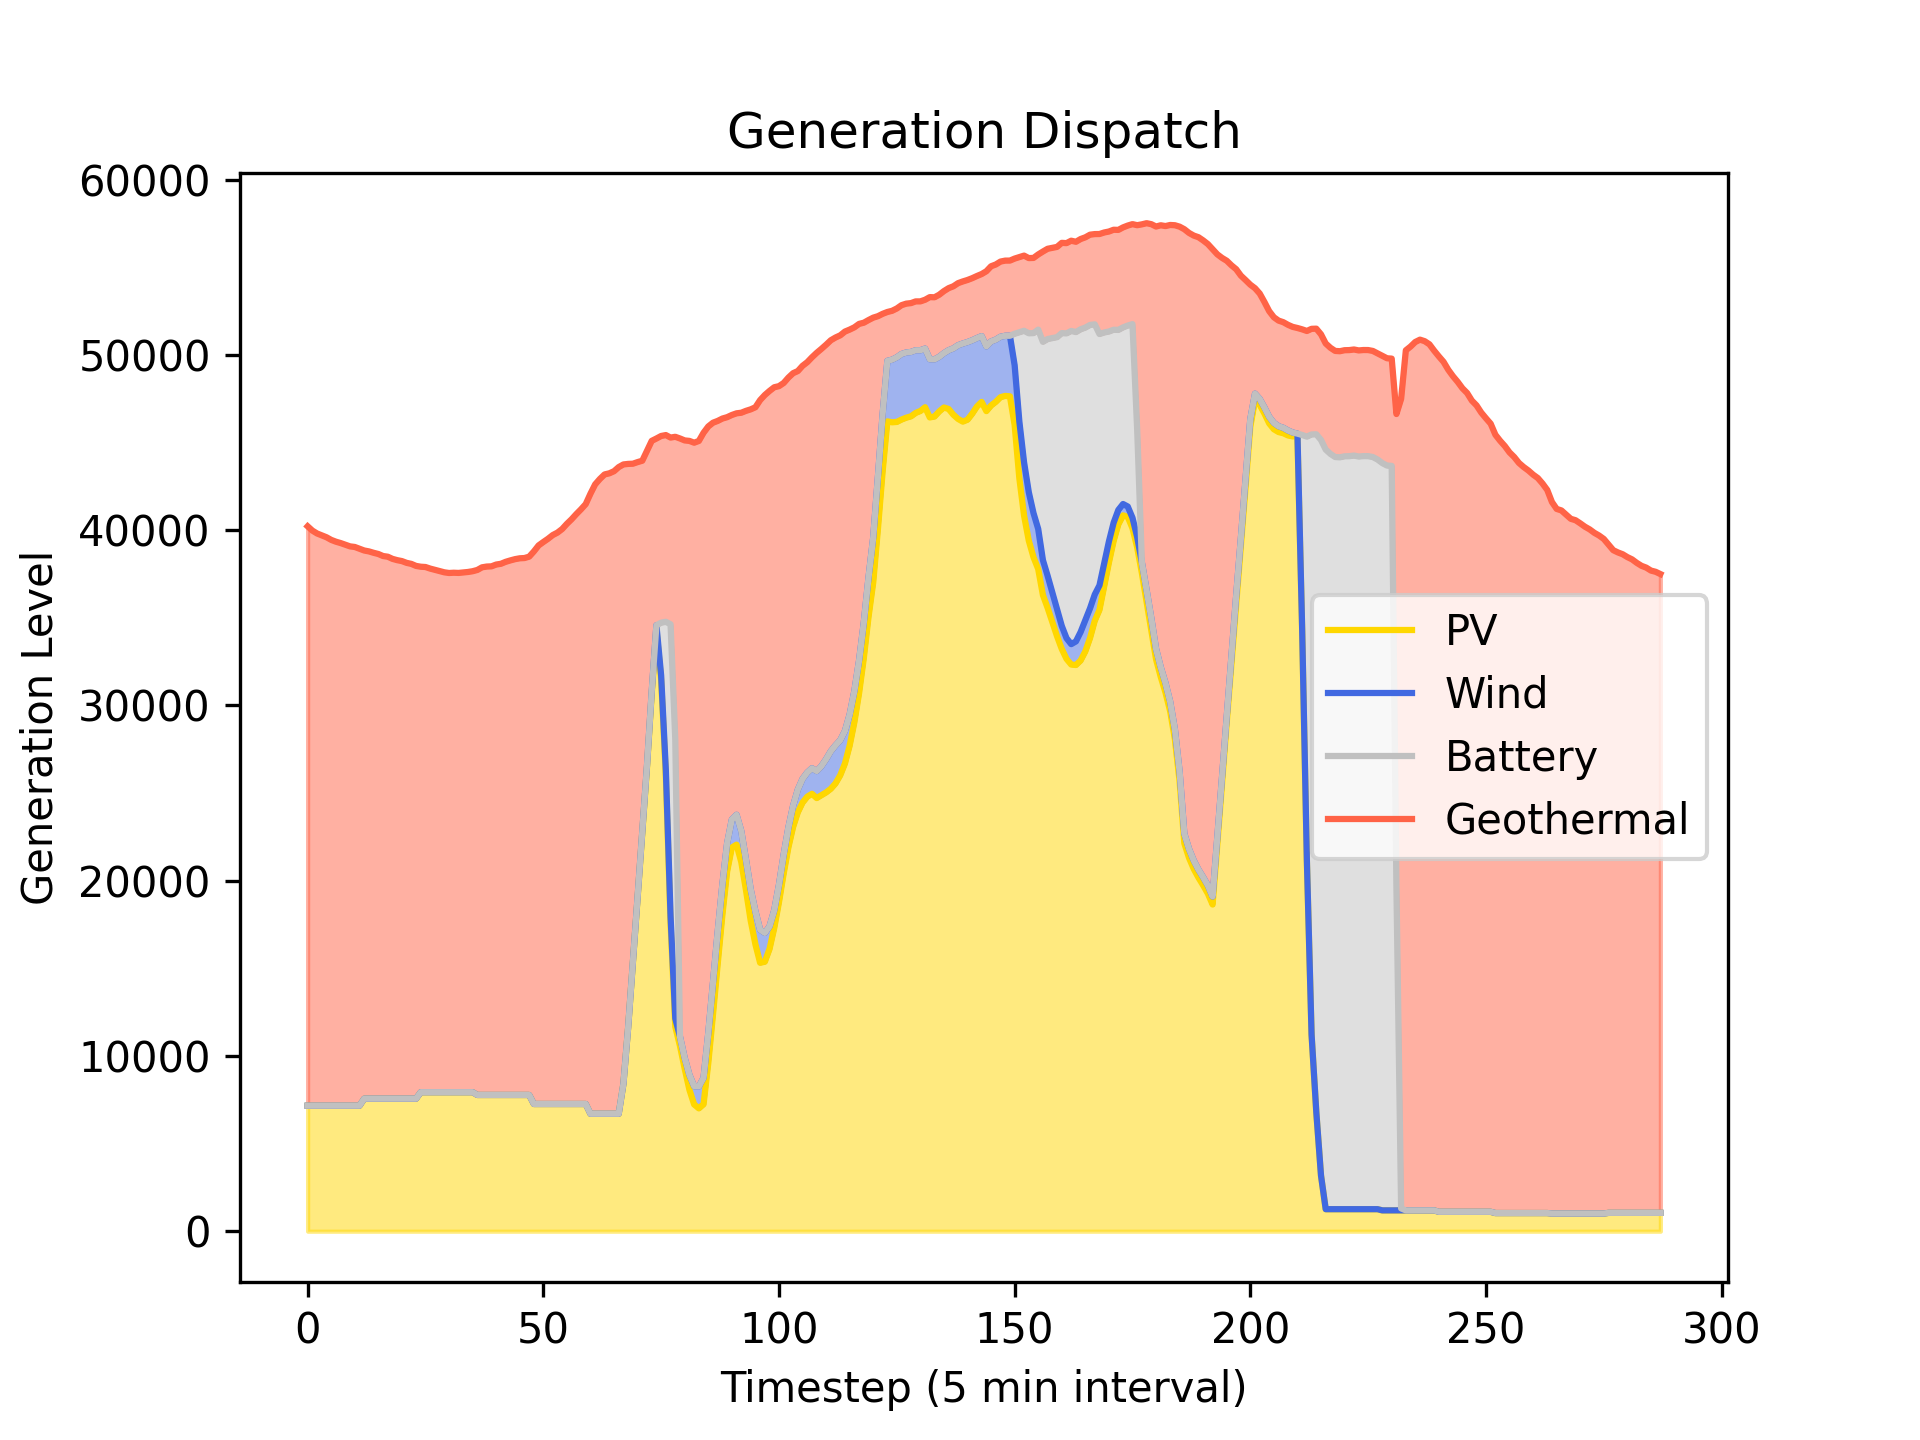 Generation Dispatch
60000
50000
40000
30000
20000
10000
0
Generation Level
PV
Wind
Battery
Geothermal
0 50 100 150 200 250 300
Timestep (5 min interval)